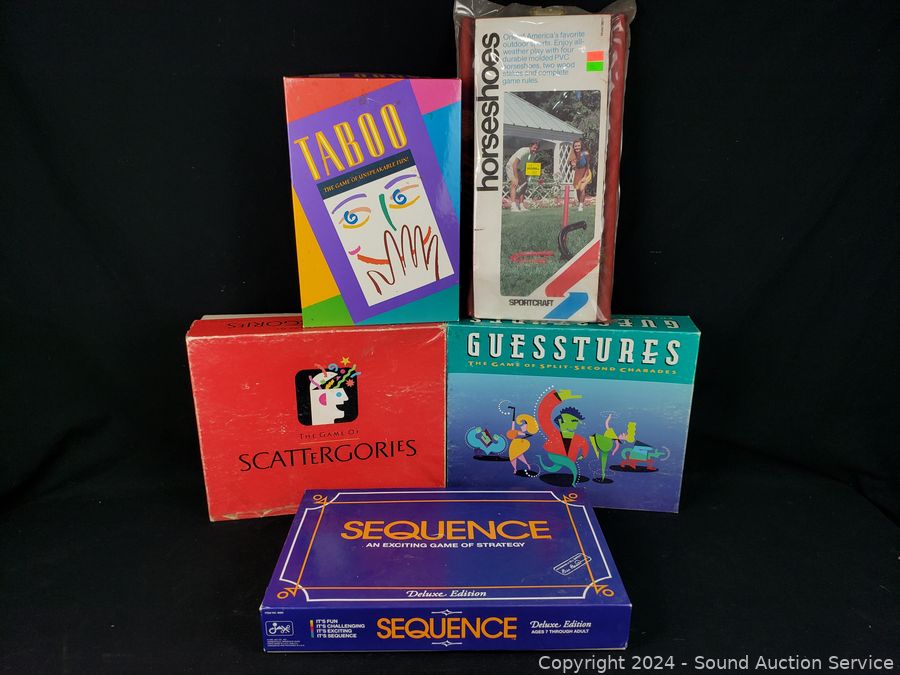 TABOO
THE GAME OF UNSPEAKABLE FUN!
horseshoes
One of America's favorite
outdoor sports. Enjoy all-
weather play with four
durable molded PVC
horseshoes, two wood
stakes and complete
game rules.
SPORTCRAFT
GORIES
THE GAME OF
SCATTERGORIES
GUESSTURES
GUESSTURES
THE GAME OF SPLIT-SECOND CHARADES
SEQUENCE
AN EXCITING GAME OF STRATEGY
Deluxe Edition
Jax
IT'S FUN
IT'S CHALLENGING
IT'S EXCITING
IT'S SEQUENCE
SEQUENCE
Deluxe Edition
AGES 7 THROUGH ADULT
Copyright 2024 - Sound Auction Service